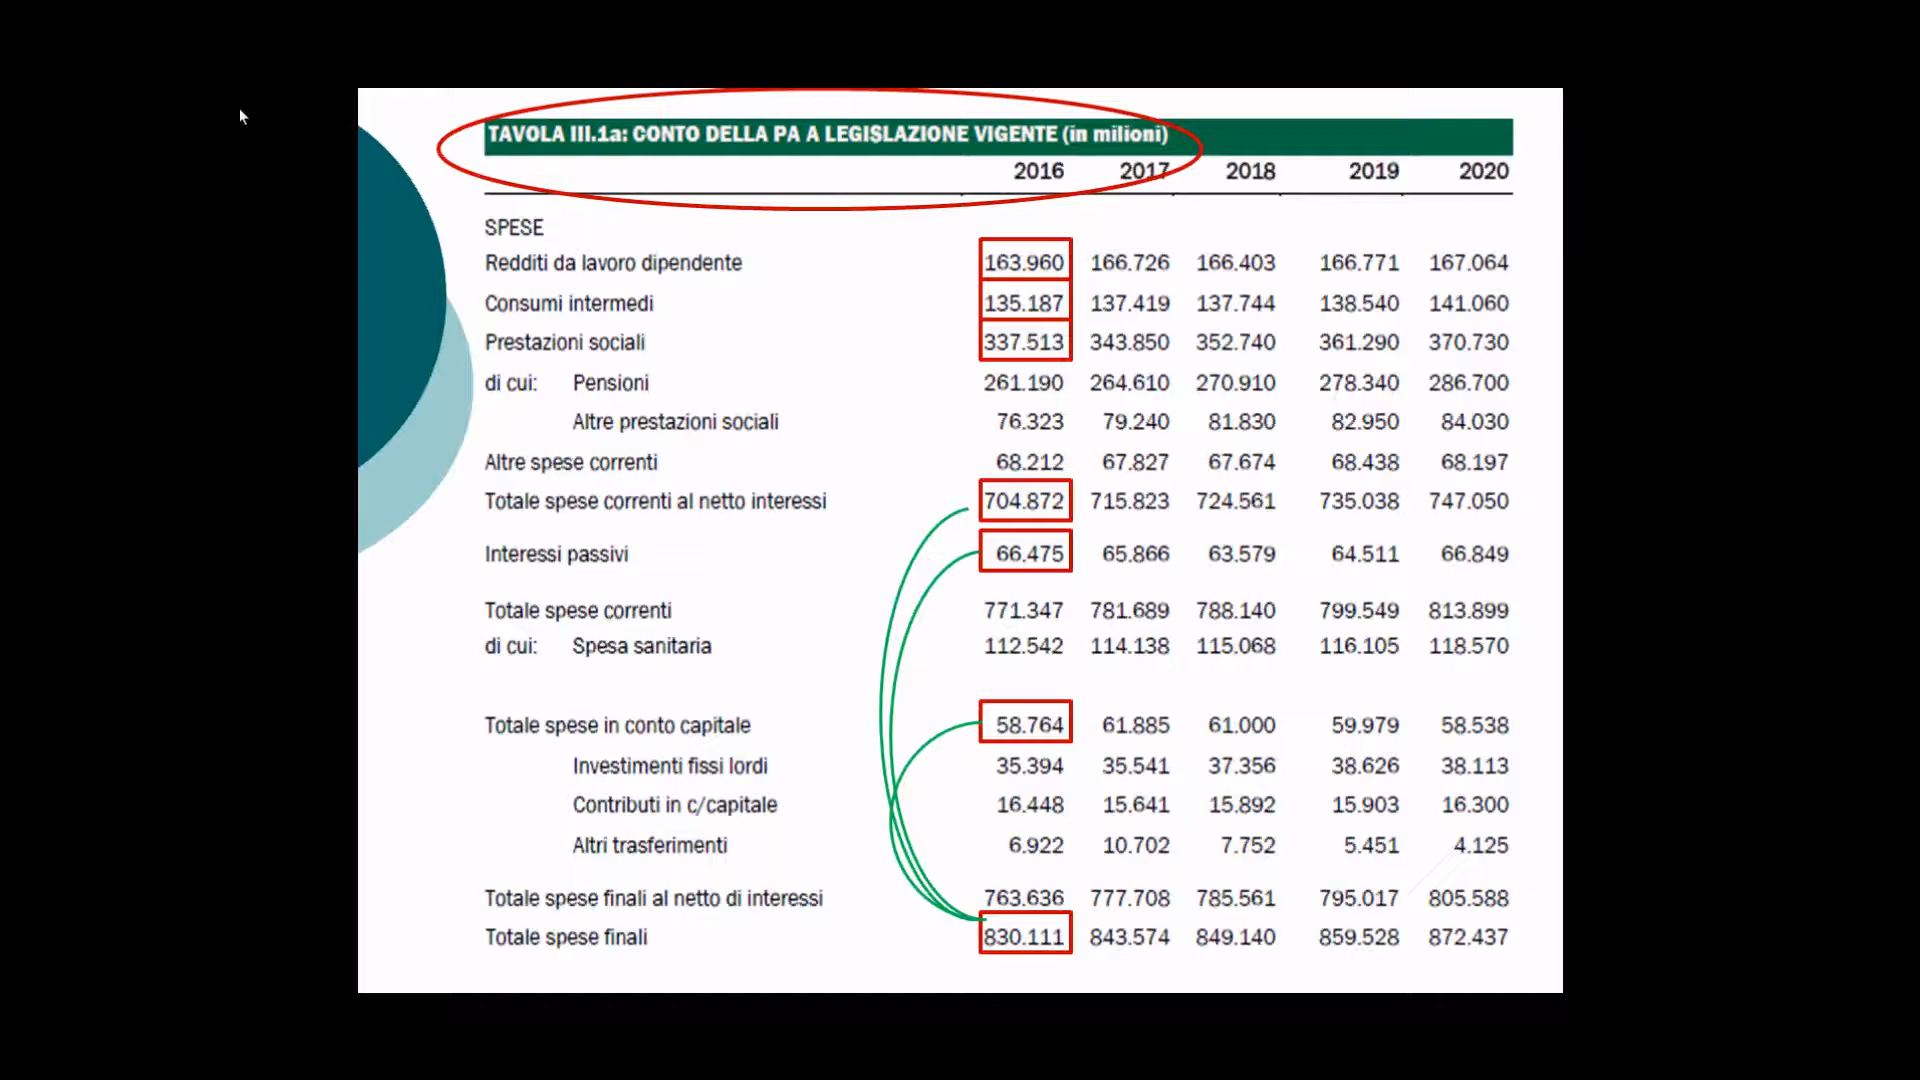 TAVOLA III.1a: CONTO DELLA PA A LEGISLAZIONE VIGENTE (in milioni)
2016 2017 2018 2019 2020
SPESE
Redditi da lavoro dipendente 163.960 166.726 166.403 166.771 167.064
Consumi intermedi 135.187 137.419 137.744 138.540 141.060
Prestazioni sociali 337.513 343.850 352.740 361.290 370.730
di cui: Pensioni 261.190 264.610 270.910 278.340 286.700
Altre prestazioni sociali 76.323 79.240 81.830 82.950 84.030
Altre spese correnti 68.212 67.827 67.674 68.438 68.197
Totale spese correnti al netto interessi 704.872 715.823 724.561 735.038 747.050
Interessi passivi 66.475 65.866 63.579 64.511 66.849
Totale spese correnti 771.347 781.689 788.140 799.549 813.899
di cui: Spesa sanitaria 112.542 114.138 115.068 116.105 118.570
Totale spese in conto capitale 58.764 61.885 61.000 59.979 58.538
Investimenti fissi lordi 35.394 35.541 37.356 38.626 38.113
Contributi in c/capitale 16.448 15.641 15.892 15.903 16.300
Altri trasferimenti 6.922 10.702 7.752 5.451 4.125
Totale spese finali al netto di interessi 763.636 777.708 785.561 795.017 805.588
Totale spese finali 830.111 843.574 849.140 859.528 872.437